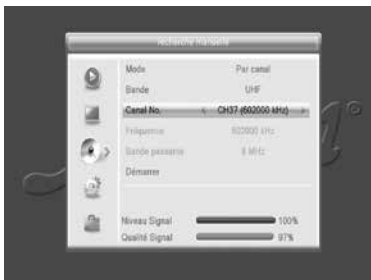 recherche manuelle
Mode Par canal
Bande UHF
Canal No. < CH37 (602000 kHz) >
Fréquence 602000 kHz
Bande passante 8 MHz
Démarrer
Niveau Signal 100%
Qualité Signal 97%